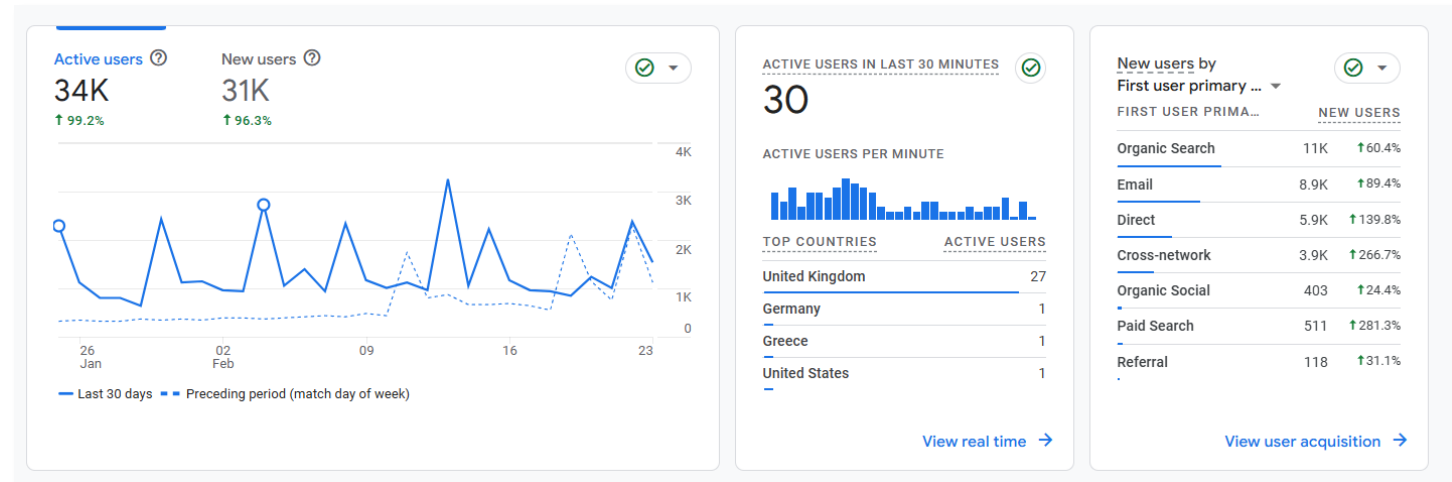 Active users
34K
↑ 99.2%
New users
31K
↑ 96.3%
4K
3K
2K
1K
0
26
Jan
02
Feb
09
16
23
Last 30 days
Preceding period (match day of week)
ACTIVE USERS IN LAST 30 MINUTES
30
ACTIVE USERS PER MINUTE
TOP COUNTRIES ACTIVE USERS
United Kingdom 27
Germany 1
Greece 1
United States 1
View real time →
New users by
First user primary ...
FIRST USER PRIMA... NEW USERS
Organic Search 11K ↑60.4%
Email 8.9K ↑89.4%
Direct 5.9K ↑139.8%
Cross-network 3.9K ↑266.7%
Organic Social 403 ↑24.4%
Paid Search 511 ↑281.3%
Referral 118 ↑31.1%
View user acquisition →